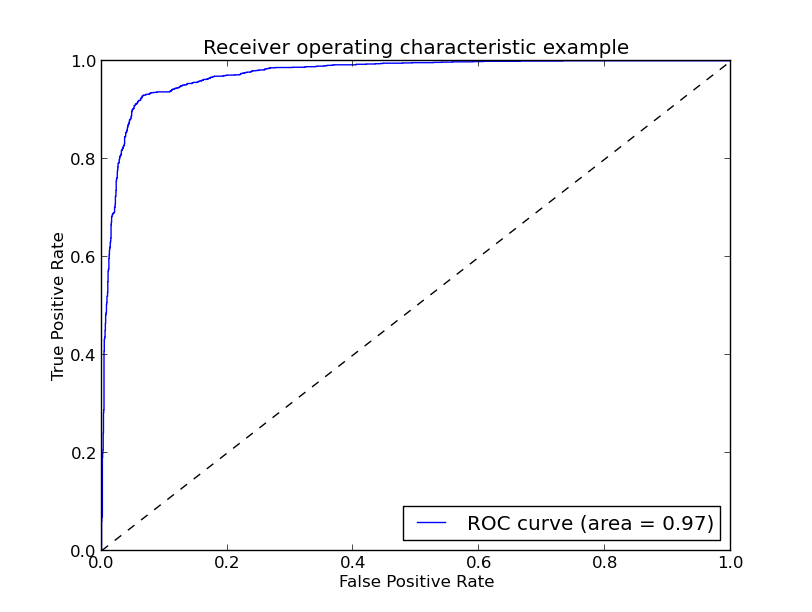 Receiver operating characteristic example
1.0
0.8
0.6
0.4
0.2
0.0
True Positive Rate
ROC curve (area = 0.97)
0.0 0.2 0.4 0.6 0.8 1.0
False Positive Rate